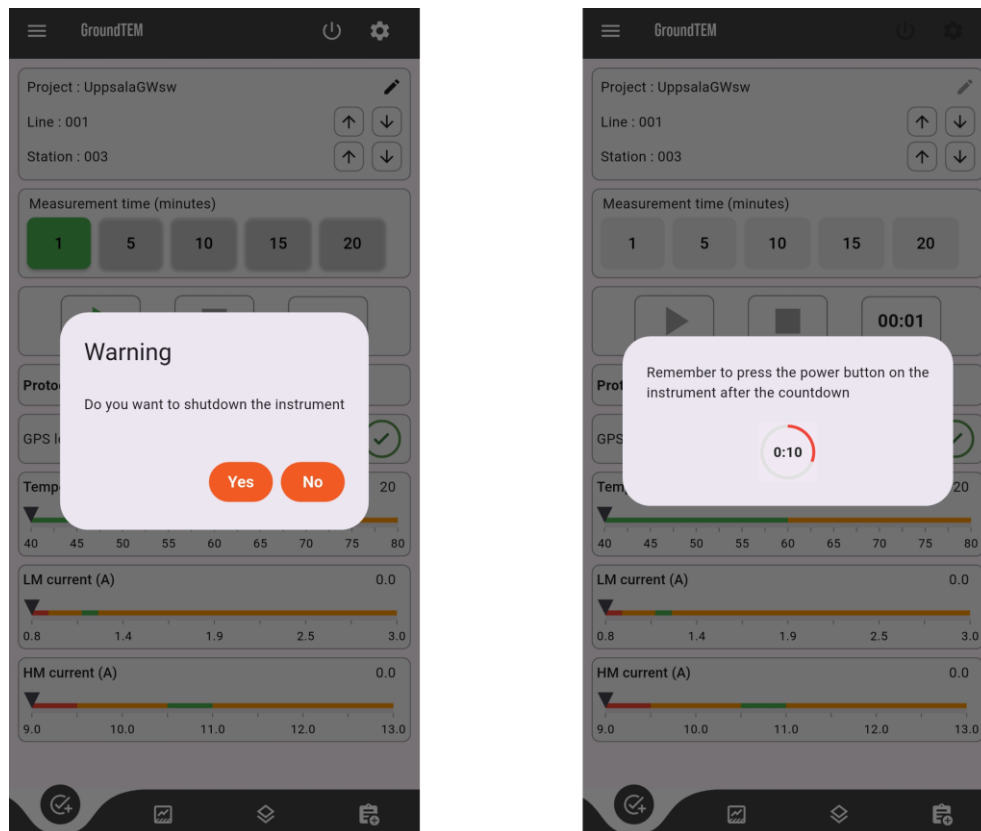 GroundTEM
Project : UppsalaGWsw
Line : 001
Station : 003
Measurement time (minutes)
1 5 10 15 20
Warning
Do you want to shutdown the instrument
Yes No
Proto
GPS l
Temp 20
40 45 50 55 60 65 70 75 80
LM current (A) 0.0
0.8 1.4 1.9 2.5 3.0
HM current (A) 0.0
9.0 10.0 11.0 12.0 13.0
GroundTEM
Project : UppsalaGWsw
Line : 001
Station : 003
Measurement time (minutes)
1 5 10 15 20
00:01
Remember to press the power button on the
instrument after the countdown
0:10
Prot
GPS
Tem 20
40 45 50 55 60 65 70 75 80
LM current (A) 0.0
0.8 1.4 1.9 2.5 3.0
HM current (A) 0.0
9.0 10.0 11.0 12.0 13.0